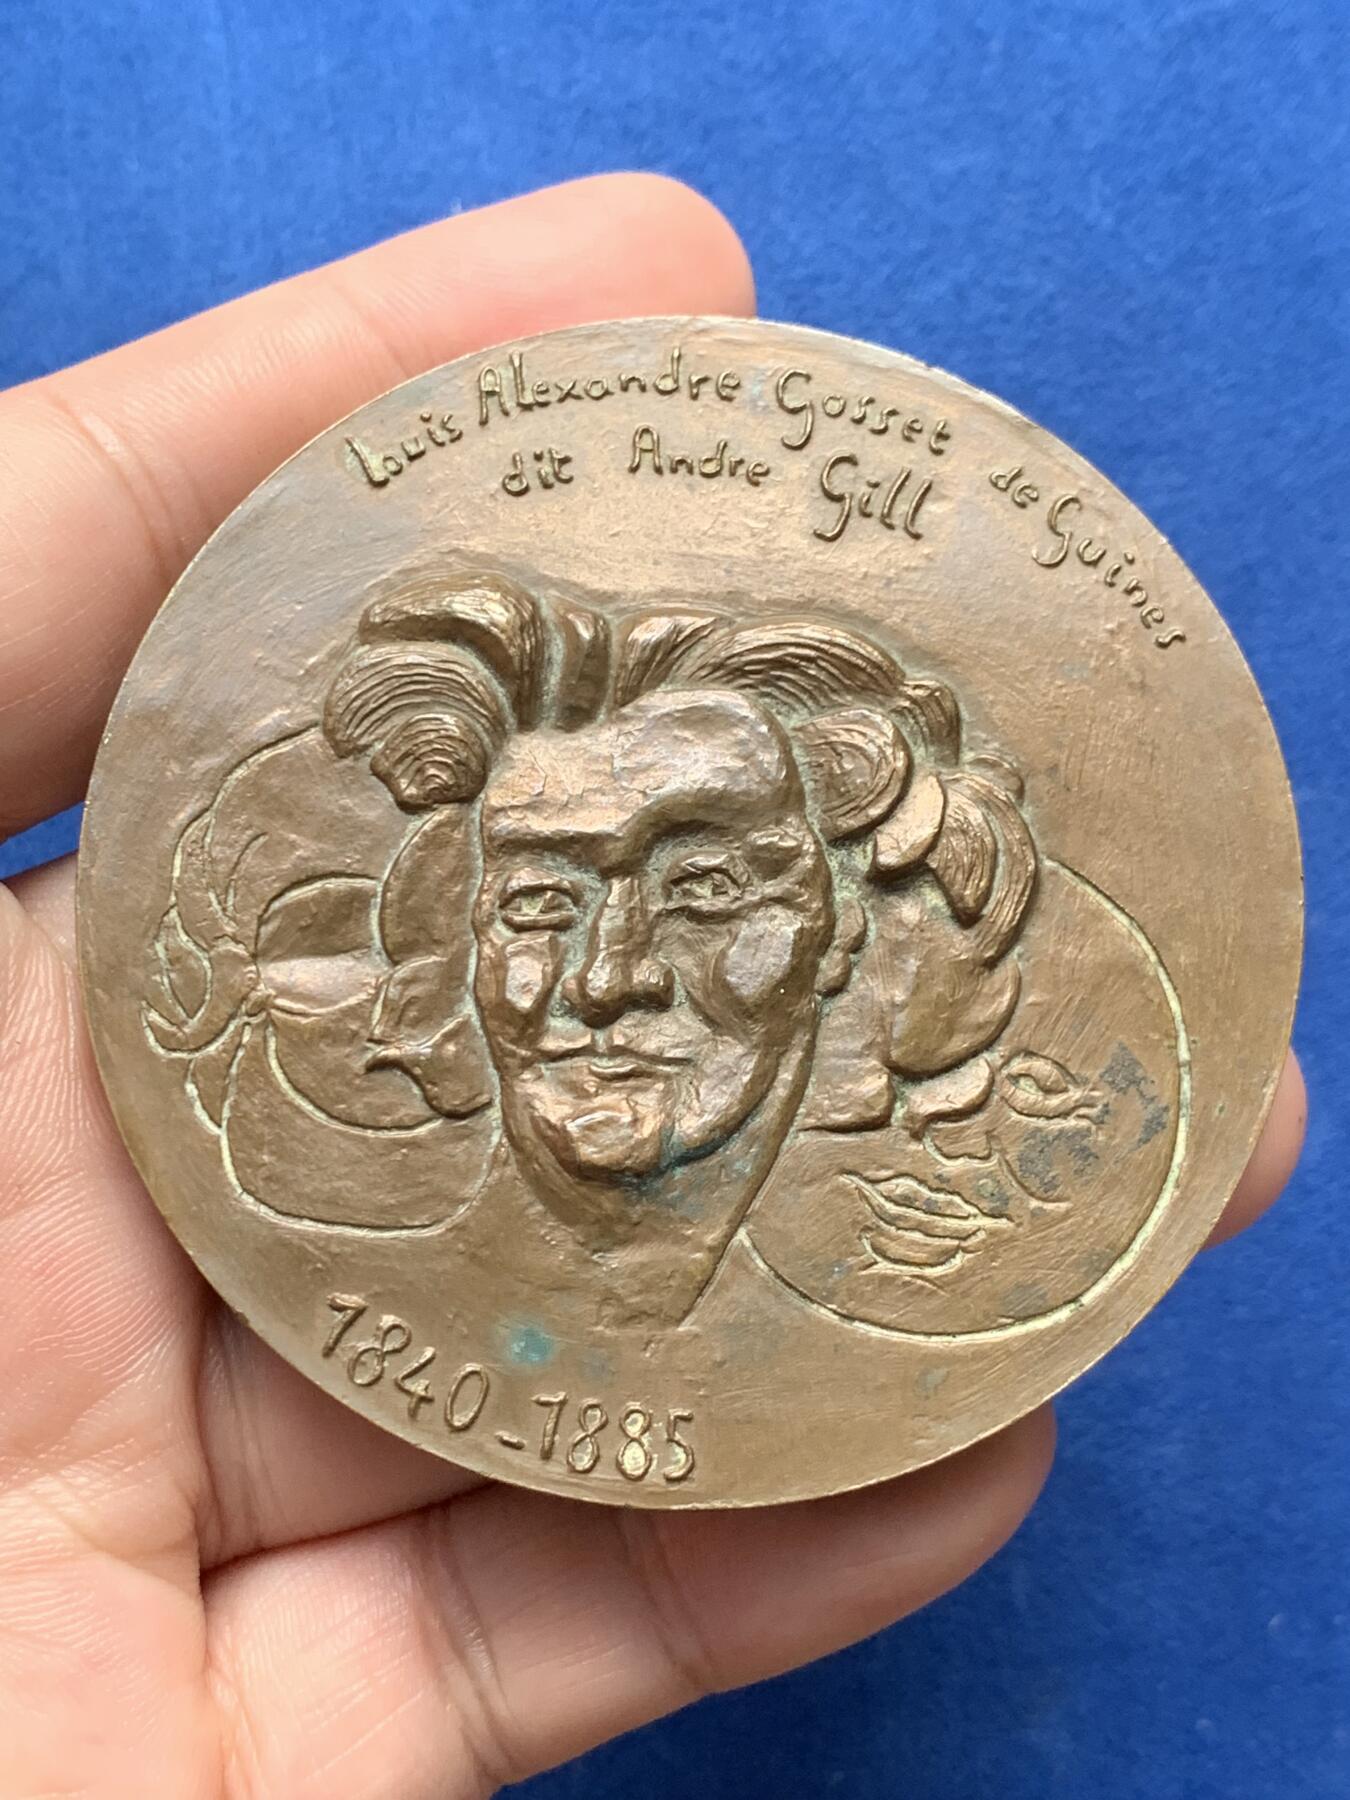 Louis Alexandre Gosset de Guines
dit Andre Gill
1840-1885